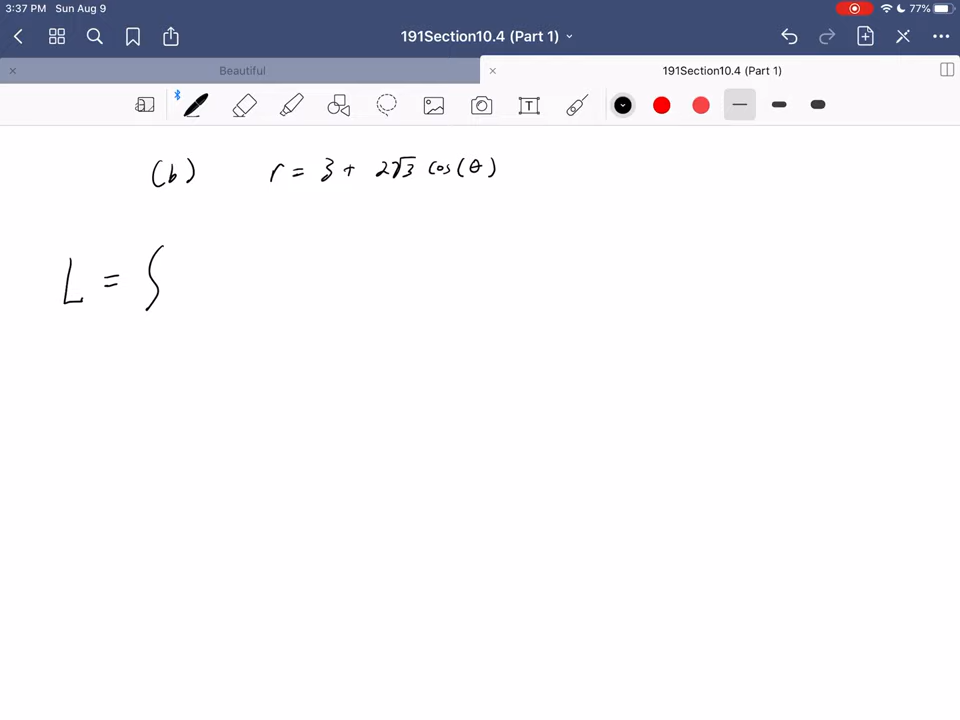 3:37 PM Sun Aug 9 77%
191Section10.4 (Part 1)
Beautiful 191Section10.4 (Part 1)
T
(b) r = 3 + 2√3 cos(θ)
L = ∫